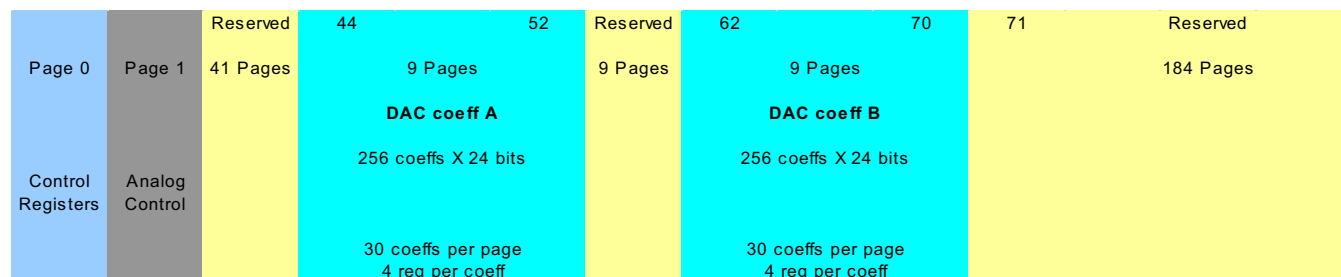 Reserved 44 52 Reserved 62 70 71 Reserved
Page 0 Page 1 41 Pages 9 Pages 9 Pages 9 Pages 184 Pages
DAC coeff A DAC coeff B
256 coeffs X 24 bits 256 coeffs X 24 bits
Control Analog
Registers Control
30 coeffs per page 30 coeffs per page
4 reg per coeff 4 reg per coeff